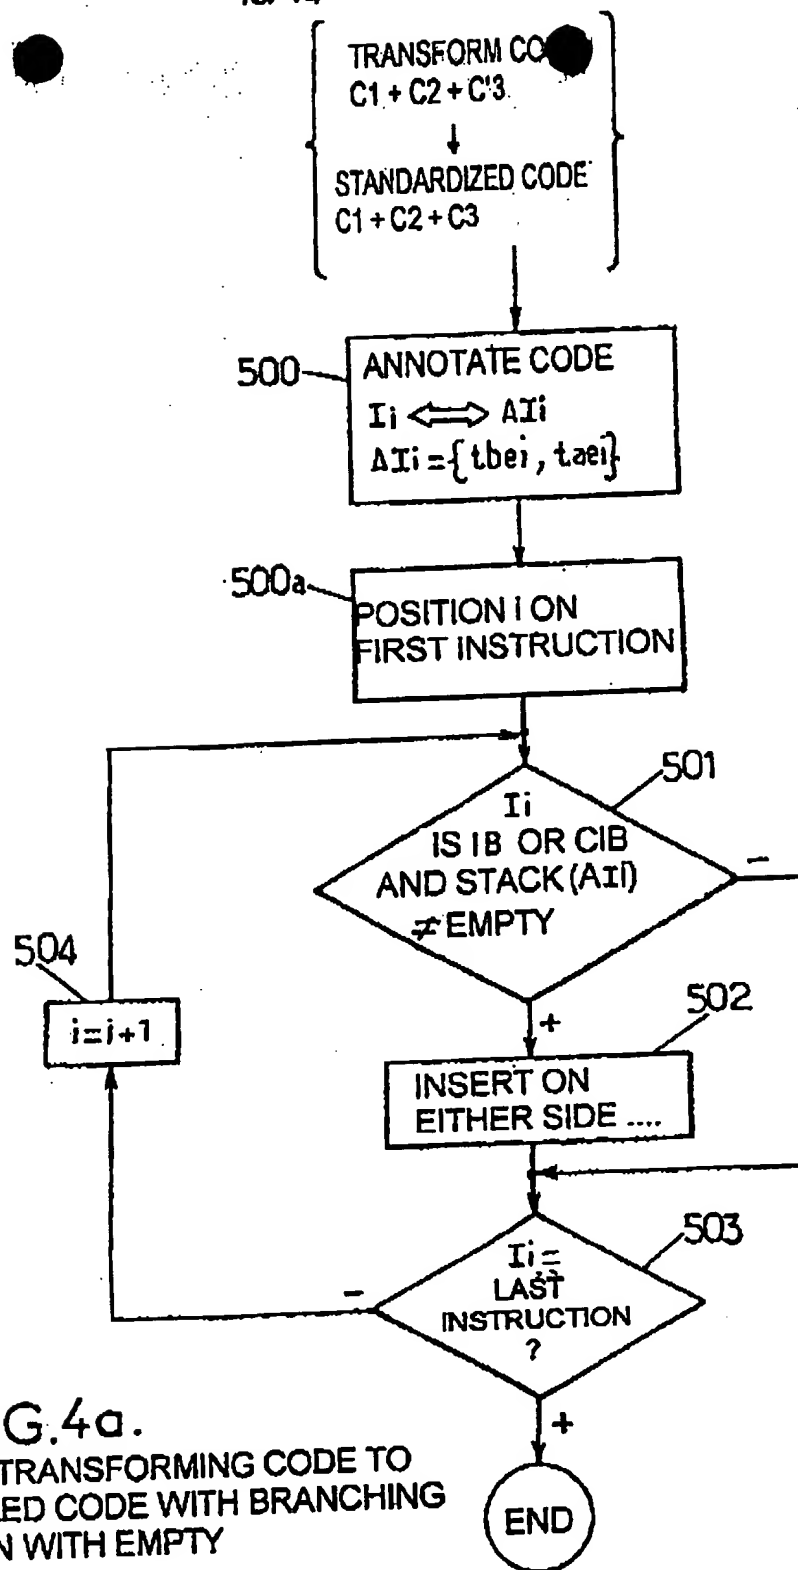 TRANSFORM CO
C1 + C2 + C'3
STANDARDIZED CODE
C1 + C2 + C3
500
ANNOTATE CODE
Ii ⇔ AIi
AIi = {tbei, taei}
500a
POSITION I ON
FIRST INSTRUCTION
501
Ii
IS IB OR CIB
AND STACK (AIi)
≠ EMPTY
-
504
i=i+1
+
502
INSERT ON
EITHER SIDE ....
503
Ii =
LAST
INSTRUCTION
?
-
+
END
G.4a.
TRANSFORMING CODE TO
LED CODE WITH BRANCHING
N WITH EMPTY